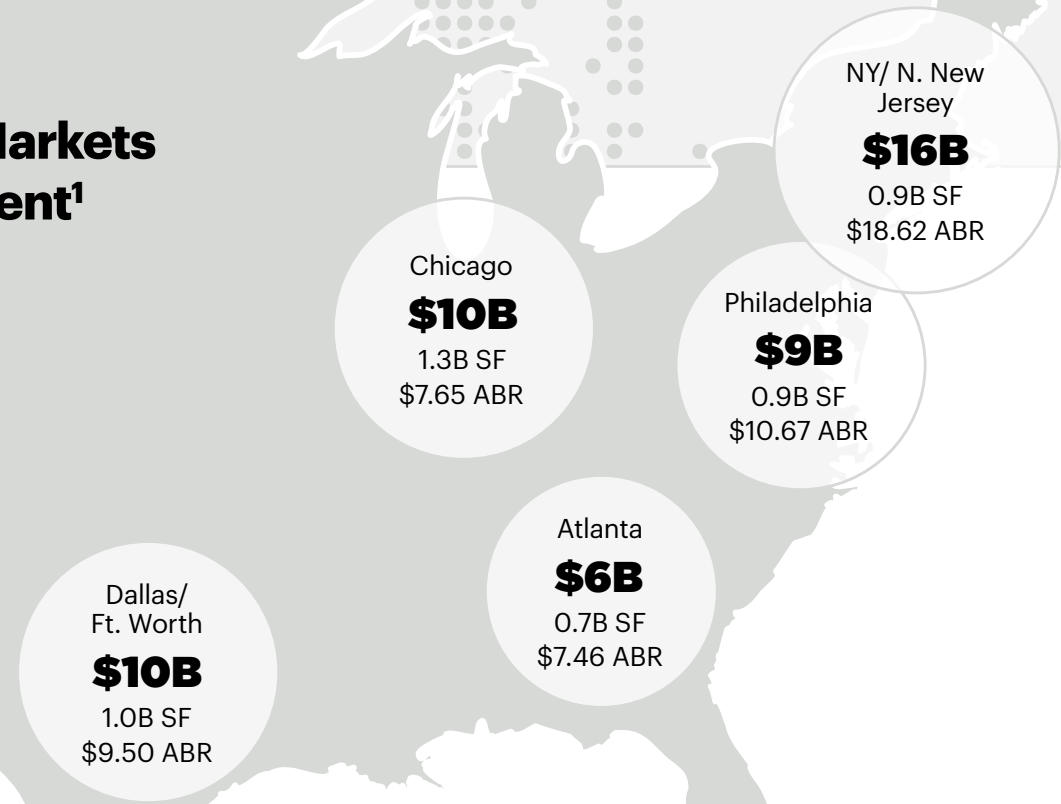 ent¹
NY/ N. New
Jersey
$16B
0.9B SF
$18.62 ABR
Chicago
$10B
1.3B SF
$7.65 ABR
Philadelphia
$9B
0.9B SF
$10.67 ABR
Atlanta
$6B
0.7B SF
$7.46 ABR
Dallas/
Ft. Worth
$10B
1.0B SF
$9.50 ABR